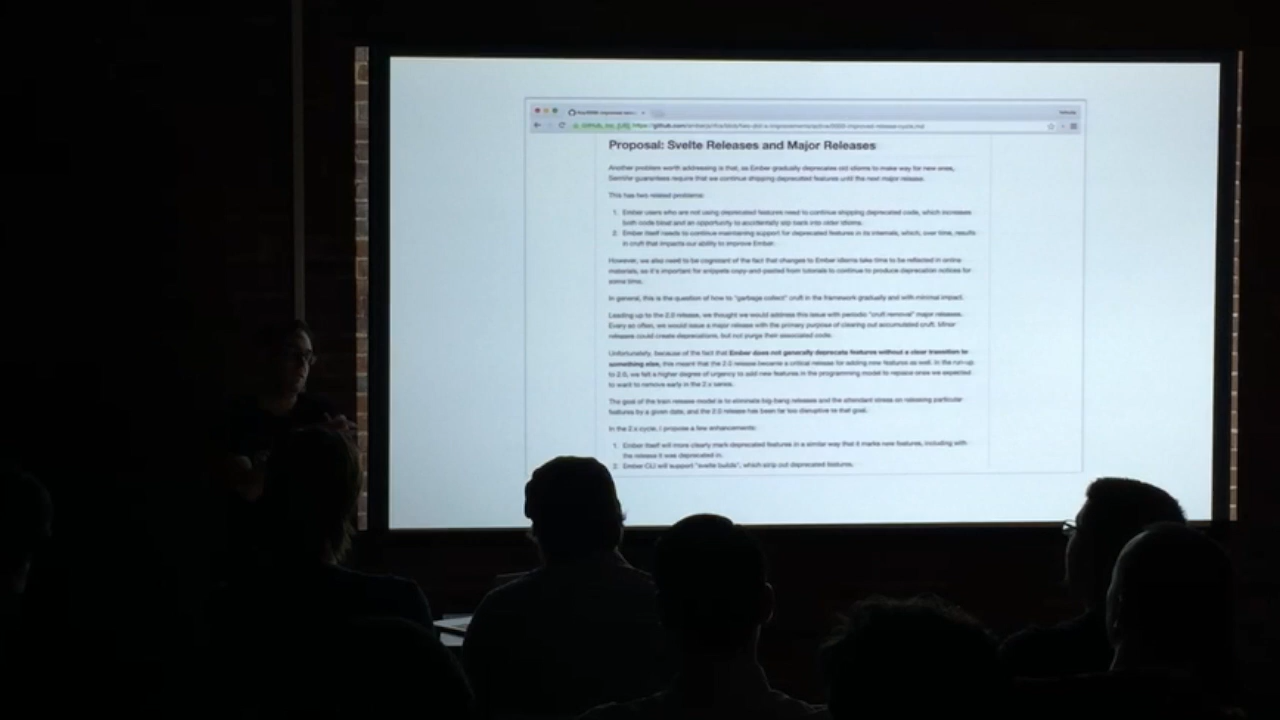 Proposal: Svelte Releases and Major Releases
Another problem worth addressing is that, as Ember gradually deprecates old idioms to make way for new ones,
SemVer guarantees require that we continue shipping deprecated features until the next major release.
This has two related problems:
1. Ember users who are not using deprecated features need to continue shipping deprecated code, which increases
both code bloat and an opportunity to accidentally slip back into older idioms.
2. Ember itself needs to continue maintaining support for deprecated features in its internals, which, over time, results
in cruft that impacts our ability to improve Ember.
However, we also need to be cognizant of the fact that changes to Ember idioms take time to be reflected in online
materials, so it's important for snippets copy-and-pasted from tutorials to continue to produce deprecation notices for
some time.
In general, this is the question of how to "garbage collect" cruft in the framework gradually and with minimal impact.
Leading up to the 2.0 release, we thought we would address this issue with periodic "cruft removal" major releases.
Every so often, we would issue a major release with the primary purpose of clearing out accumulated cruft. Minor
releases could create deprecations, but not purge their associated code.
Unfortunately, because of the fact that Ember does not generally deprecate features without a clear transition to
something else, this meant that the 2.0 release became a critical release for adding new features as well. In the run-up
to 2.0, we felt a higher degree of urgency to add new features in the programming model to replace ones we expected
to want to remove early in the 2.x series.
The goal of the train release model is to eliminate big-bang releases and the attendant stress on releasing particular
features by a given date, and the 2.0 release has been far too disruptive to that goal.
In the 2.x cycle, I propose a few enhancements:
1. Ember itself will more clearly mark deprecated features in a similar way that it marks new features, including with
the release it was deprecated in.
2. Ember CLI will support "svelte builds", which strip out deprecated features.